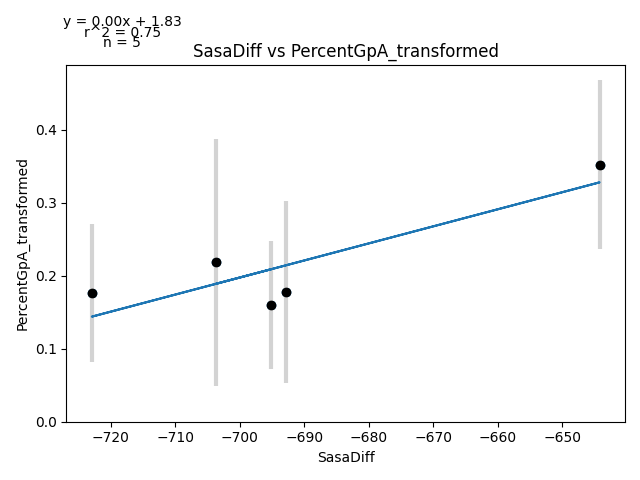 y = 0.00x + 1.83
r^2 = 0.75
n = 5
SasaDiff vs PercentGpA_transformed
PercentGpA_transformed
0.4
0.3
0.2
0.1
0.0
−720 −710 −700 −690 −680 −670 −660 −650
SasaDiff